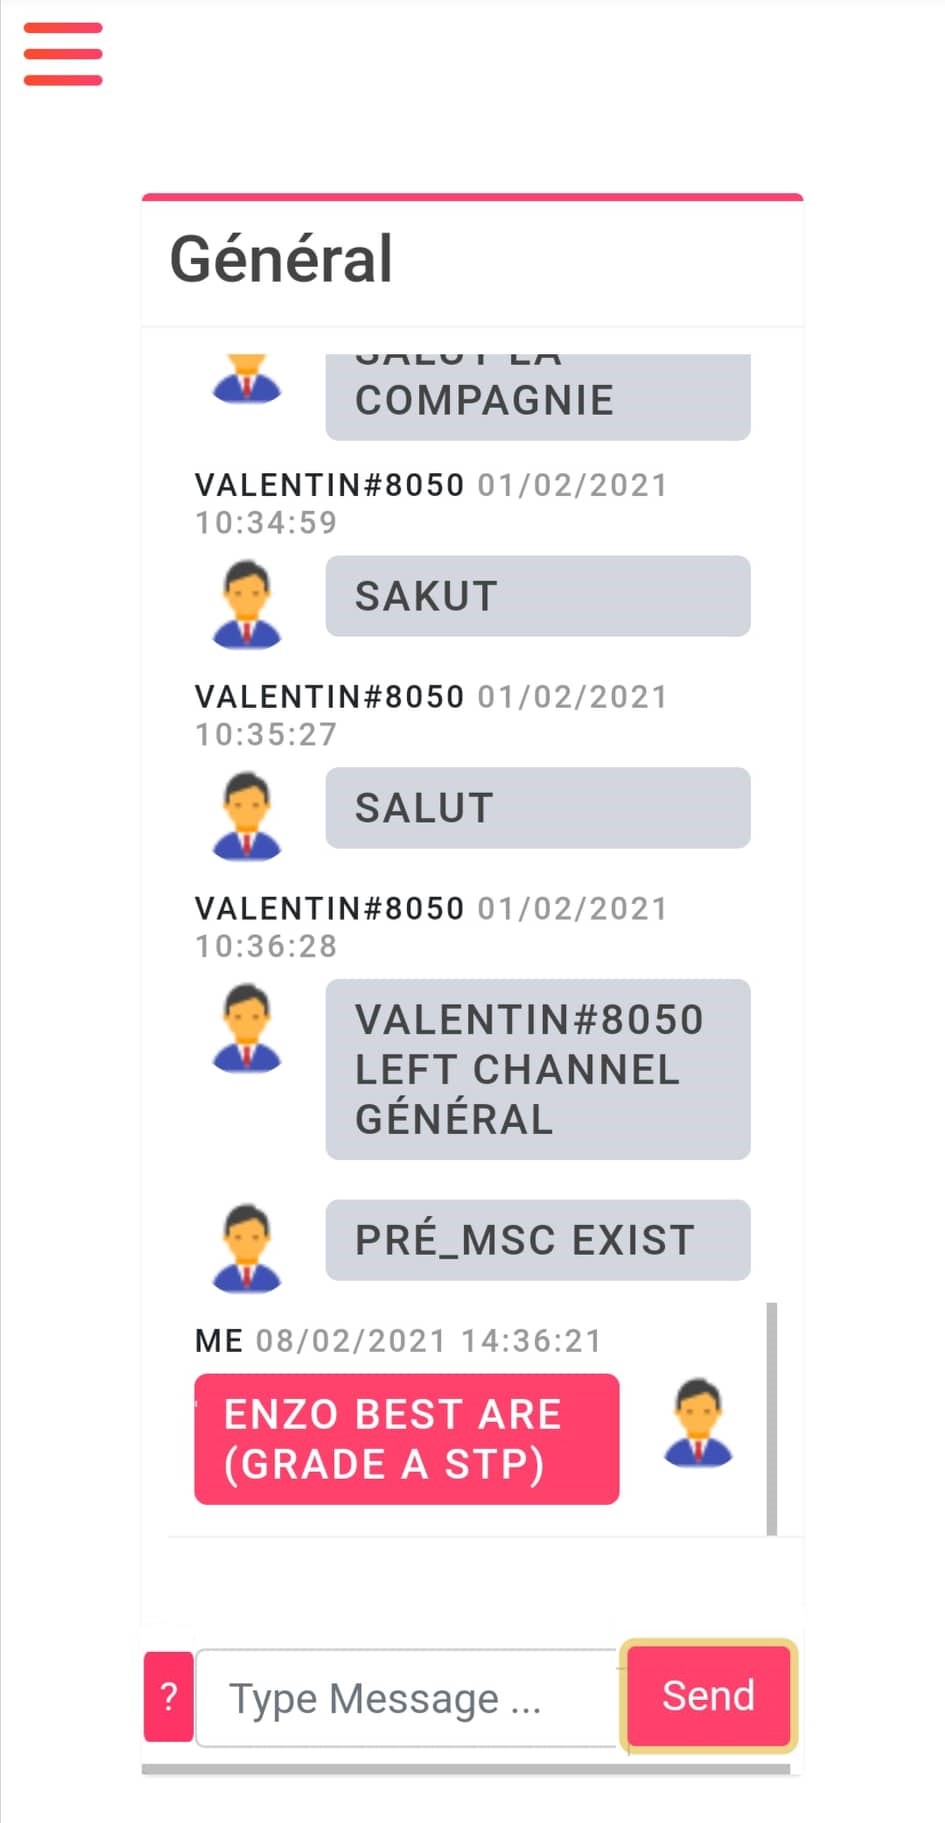 Général
SALUT LA
COMPAGNIE
VALENTIN#8050 01/02/2021
10:34:59
SAKUT
VALENTIN#8050 01/02/2021
10:35:27
SALUT
VALENTIN#8050 01/02/2021
10:36:28
VALENTIN#8050
LEFT CHANNEL
GÉNÉRAL
PRÉ_MSC EXIST
ME 08/02/2021 14:36:21
ENZO BEST ARE
(GRADE A STP)
? Type Message ... Send